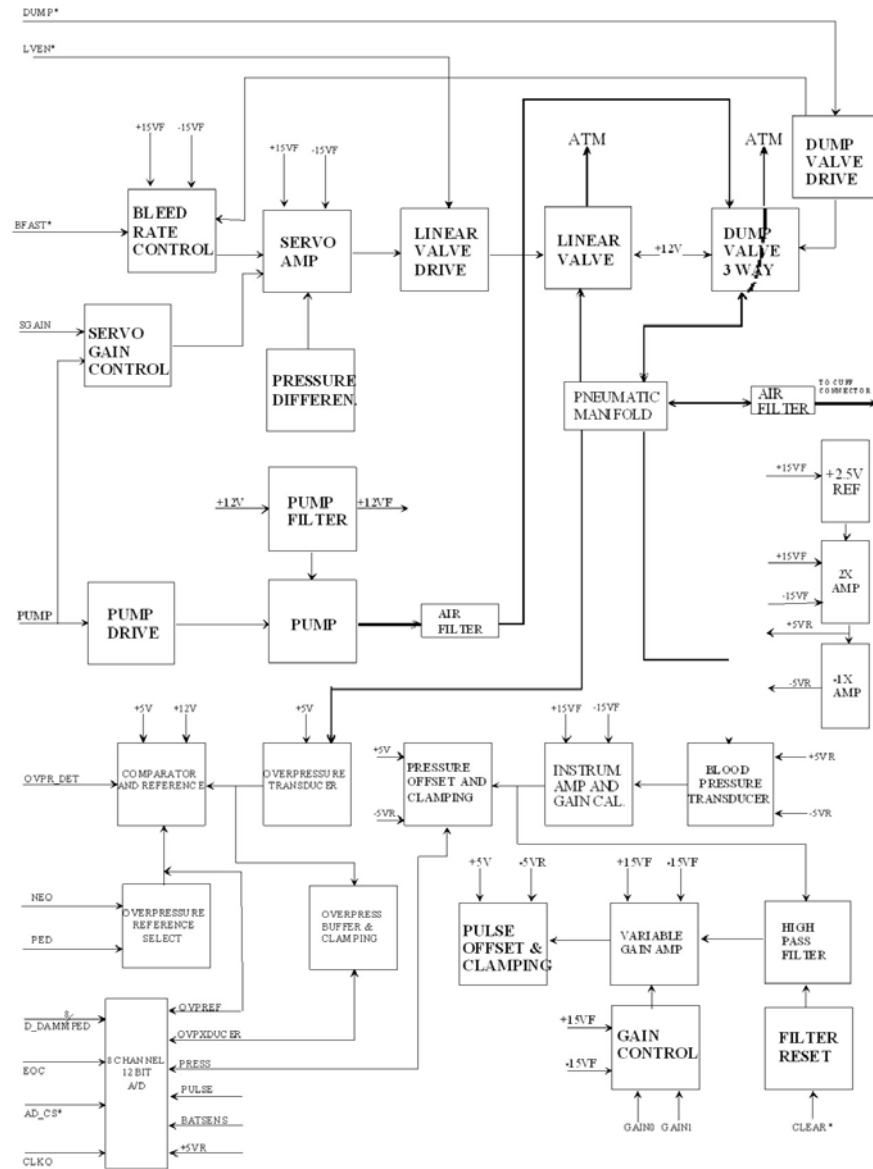 DUMP*
LVEN*
+15VF
-15VF
+15VF
-15VF
ATM
ATM
DUMP
VALVE
DRIVE
BFAST*
BLEED
RATE
CONTROL
SERVO
AMP
LINEAR
VALVE
DRIVE
LINEAR
VALVE
+12V
DUMP
VALVE
3 WAY
SGAIN
SERVO
GAIN
CONTROL
PRESSURE
DIFFEREN.
PNEUMATIC
MANIFOLD
AIR
FILTER
TO CUFF
CONNECTOR
+12V
PUMP
FILTER
+12VF
+15VF
+2.5V
REF
+15VF
-15VF
2X
AMP
+5VR
-5VR
-1X
AMP
PUMP
PUMP
DRIVE
PUMP
AIR
FILTER
+5V
+12V
+5V
+15VF
-15VF
OVPR_DET
COMPARATOR
AND REFERENCE
OVERPRESSURE
TRANSDUCER
+5V
-5VR
PRESSURE
OFFSET AND
CLAMPING
INSTRUM.
AMP AND
GAIN CAL.
BLOOD
PRESSURE
TRANSDUCER
+5VR
-5VR
NEO
PED
OVERPRESSURE
REFERENCE
SELECT
OVERPRESS
BUFFER &
CLAMPING
+5V
-5VR
+15VF
-15VF
PULSE
OFFSET &
CLAMPING
VARIABLE
GAIN AMP
HIGH
PASS
FILTER
8
D_DAMMPED
EOC
AD_CS*
CLKO
8 CHANNEL
12 BIT
A/D
OVPREF
OVPXDUCER
PRESS
PULSE
BATSENS
+5VR
+15VF
-15VF
GAIN
CONTROL
FILTER
RESET
GAIN0
GAIN1
CLEAR*